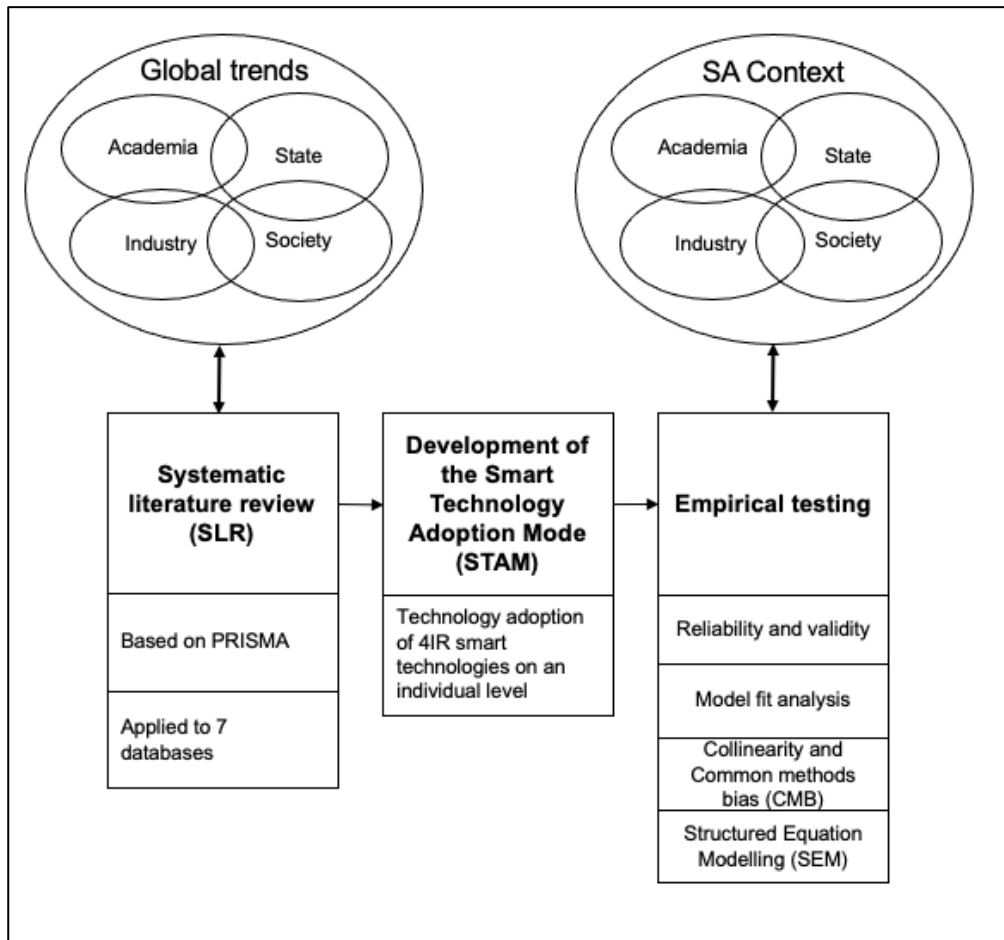 Global trends
Academia
State
Industry
Society
SA Context
Academia
State
Industry
Society
Systematic
literature review
(SLR)
Based on PRISMA
Applied to 7
databases
Development of
the Smart
Technology
Adoption Mode
(STAM)
Technology adoption
of 4IR smart
technologies on an
individual level
Empirical testing
Reliability and validity
Model fit analysis
Collinearity and
Common methods
bias (CMB)
Structured Equation
Modelling (SEM)